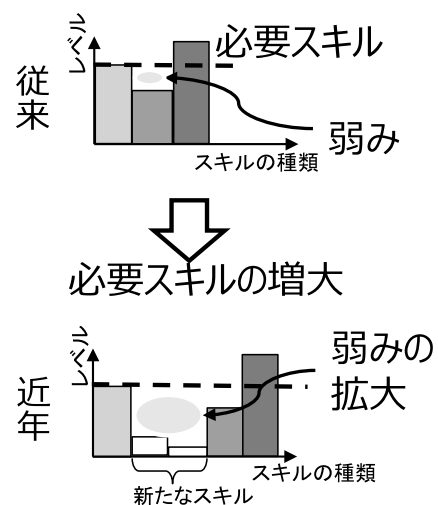 レベル
必要スキル
従来
弱み
スキルの種類
必要スキルの増大
レベル
弱みの
拡大
近年
スキルの種類
新たなスキル